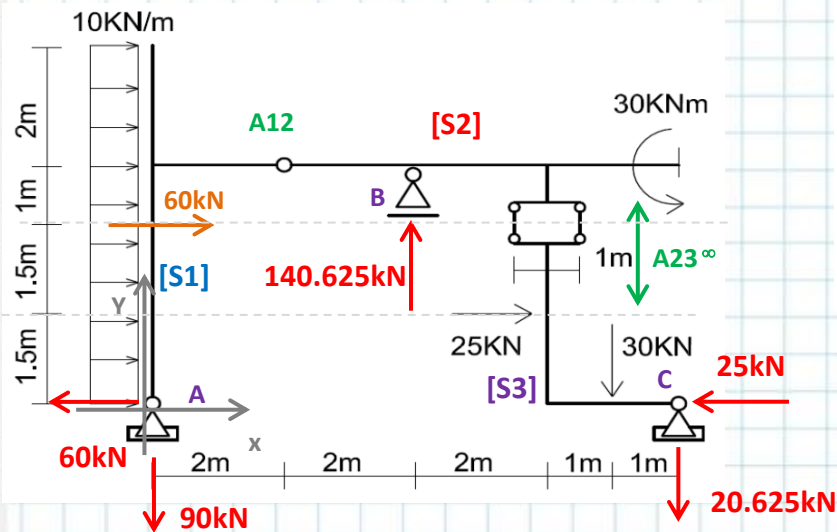 10KN/m
2m
1m
1.5m
1.5m
A12
[S2]
30KNm
60kN
B
[S1]
140.625kN
1m
A23 ∞
Y
25KN
30KN
[S3]
C
25kN
A
x
60kN
90kN
2m
2m
2m
1m
1m
20.625kN